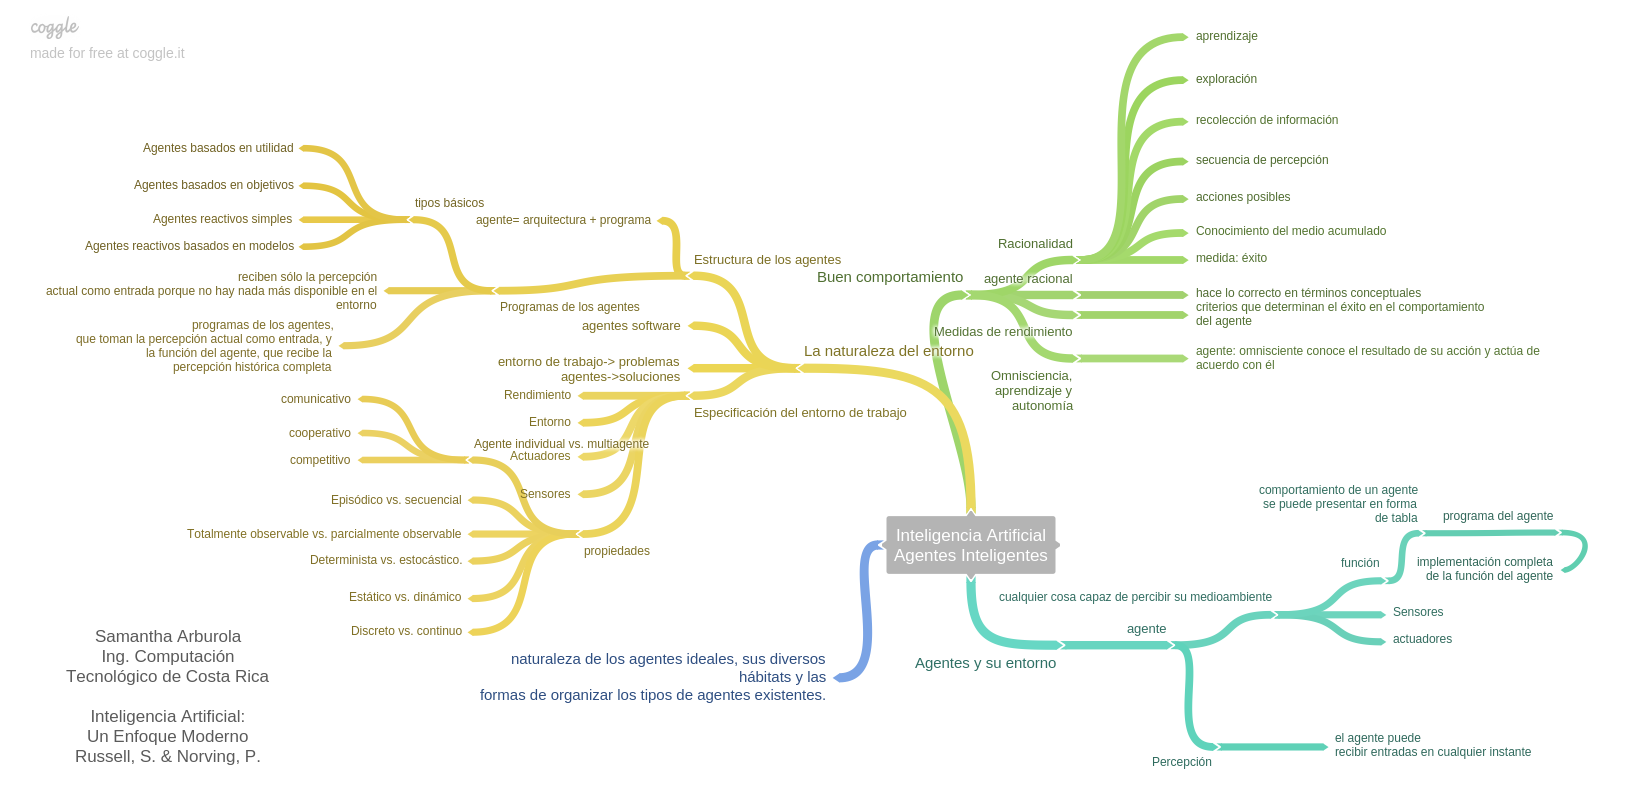 coggle
made for free at coggle.it
aprendizaje
exploración
recolección de información
secuencia de percepción
acciones posibles
Conocimiento del medio acumulado
medida: éxito
Racionalidad
Buen comportamiento
agente racional
hace lo correcto en términos conceptuales
Medidas de rendimiento
criterios que determinan el éxito en el comportamiento
del agente
Omnisciencia,
aprendizaje y
autonomía
agente: omnisciente conoce el resultado de su acción y actúa de
acuerdo con él
Agentes basados en utilidad
Agentes basados en objetivos
Agentes reactivos simples
Agentes reactivos basados en modelos
tipos básicos
agente= arquitectura + programa
Estructura de los agentes
reciben sólo la percepción
actual como entrada porque no hay nada más disponible en el
entorno
Programas de los agentes
programas de los agentes,
que toman la percepción actual como entrada, y
la función del agente, que recibe la
percepción histórica completa
agentes software
La naturaleza del entorno
entorno de trabajo-> problemas
agentes->soluciones
Especificación del entorno de trabajo
Rendimiento
Entorno
Actuadores
Sensores
propiedades
Agente individual vs. multiagente
comunicativo
cooperativo
competitivo
Episódico vs. secuencial
Totalmente observable vs. parcialmente observable
Determinista vs. estocástico.
Estático vs. dinámico
Discreto vs. continuo
Inteligencia Artificial
Agentes Inteligentes
naturaleza de los agentes ideales, sus diversos
hábitats y las
formas de organizar los tipos de agentes existentes.
Agentes y su entorno
agente
cualquier cosa capaz de percibir su medioambiente
función
comportamiento de un agente
se puede presentar en forma
de tabla
programa del agente
implementación completa
de la función del agente
Sensores
actuadores
Percepción
el agente puede
recibir entradas en cualquier instante
Samantha Arburola
Ing. Computación
Tecnológico de Costa Rica
Inteligencia Artificial:
Un Enfoque Moderno
Russell, S. & Norving, P.